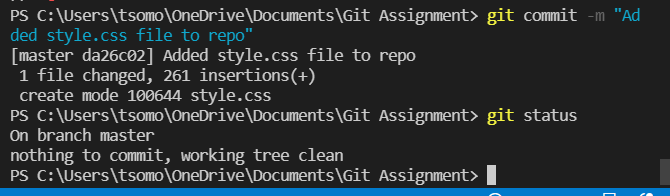 PS C:\Users\tsomo\OneDrive\Documents\Git Assignment> git commit -m "Ad
ded style.css file to repo"
[master da26c02] Added style.css file to repo
 1 file changed, 261 insertions(+)
 create mode 100644 style.css
PS C:\Users\tsomo\OneDrive\Documents\Git Assignment> git status
On branch master
nothing to commit, working tree clean
PS C:\Users\tsomo\OneDrive\Documents\Git Assignment>